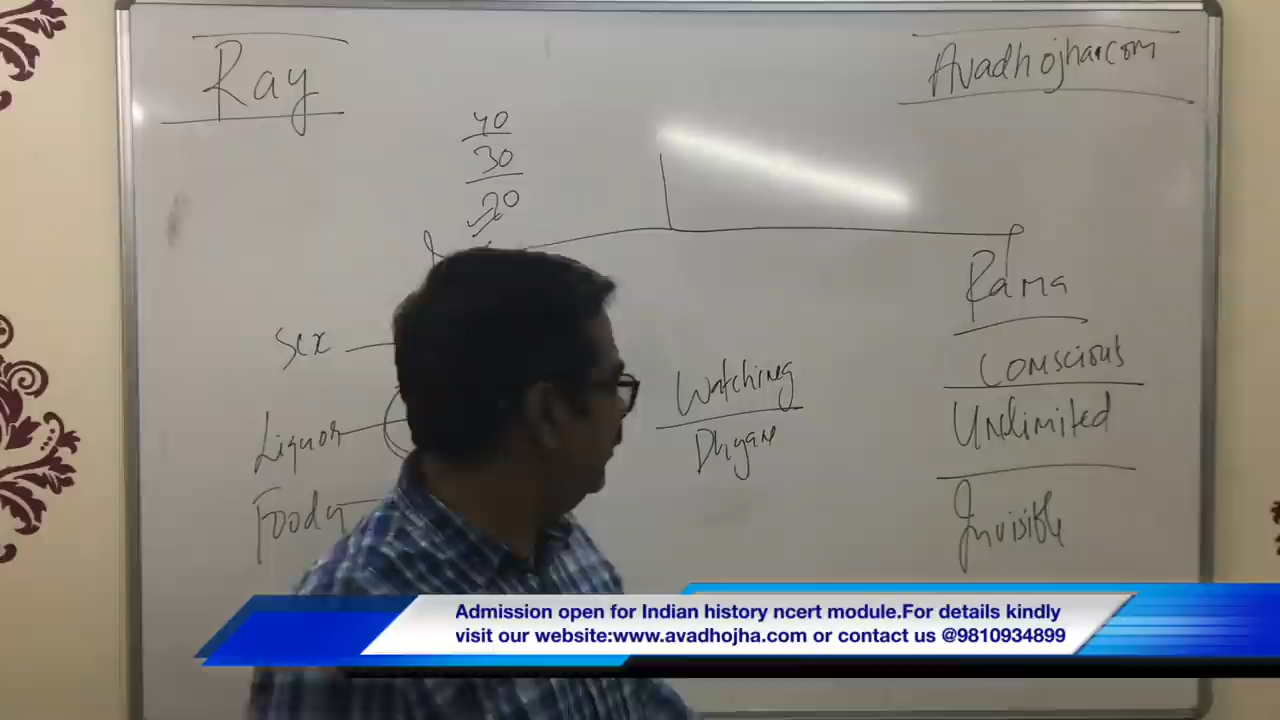 Ray
Avadhojha.com
40
30
20
Rama
Sex
Conscious
Watching
Liquor
Unlimited
Dhyan
Foody
Invisible
Admission open for Indian history ncert module.For details kindly
visit our website:www.avadhojha.com or contact us @9810934899